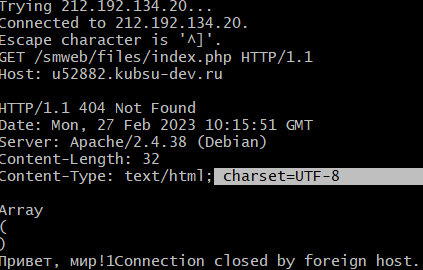 Trying 212.192.134.20...
Connected to 212.192.134.20.
Escape character is '^]'.
GET /smweb/files/index.php HTTP/1.1
Host: u52882.kubsu-dev.ru

HTTP/1.1 404 Not Found
Date: Mon, 27 Feb 2023 10:15:51 GMT
Server: Apache/2.4.38 (Debian)
Content-Length: 32
Content-Type: text/html; charset=UTF-8

Array
(
)
Привет, мир!1Connection closed by foreign host.